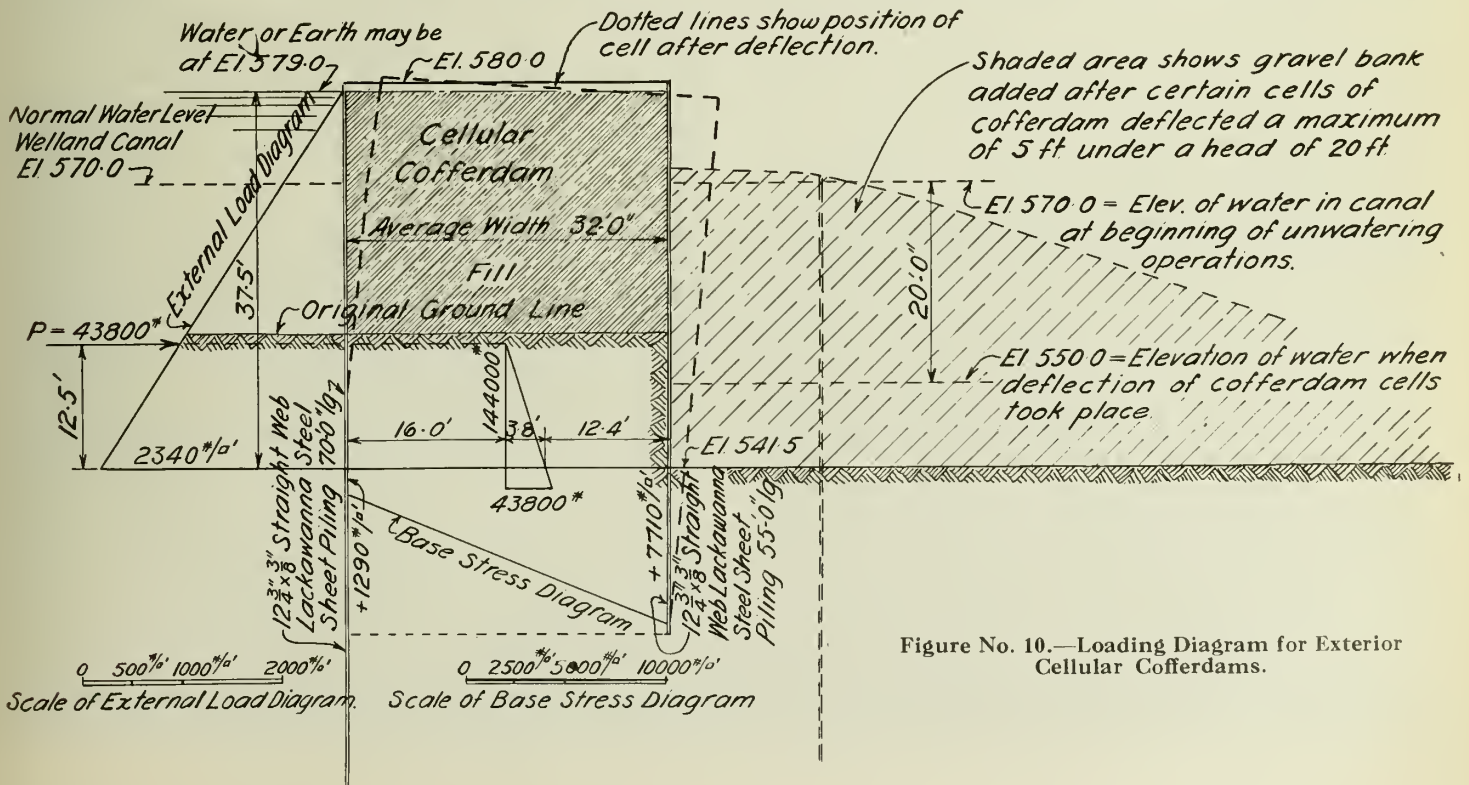 Water or Earth may be
at El. 579.0
El. 580.0
Dotted lines show position of
cell after deflection.
Shaded area shows gravel bank
added after certain cells of
cofferdam deflected a maximum
of 5 ft under a head of 20 ft
Normal Water Level
Welland Canal
El. 570.0
External Load Diagram
Cellular
Cofferdam
Average Width 32'0"
Fill
Original Ground Line
37.5'
P = 43800#
12.5'
2340#/□'
El. 570.0 = Elev. of water in canal
at beginning of unwatering
operations.
20'0"
El. 550.0 = Elevation of water when
deflection of cofferdam cells
took place.
144000#
16.0'
3.8'
12.4'
43800#
El. 541.5
12 3/4" x 3/8" Straight Web
Lackawanna Steel
Sheet Piling 70'0" lg
+1290#/□'
Base Stress Diagram
+7710#/□'
12 3/4" x 3/8" Straight
Web Lackawanna
Steel Sheet
Piling 55'0" lg
0 500#/□' 1000#/□' 2000#/□'
Scale of External Load Diagram.
0 2500#/□' 5000#/□' 10000#/□'
Scale of Base Stress Diagram
Figure No. 10.—Loading Diagram for Exterior
Cellular Cofferdams.